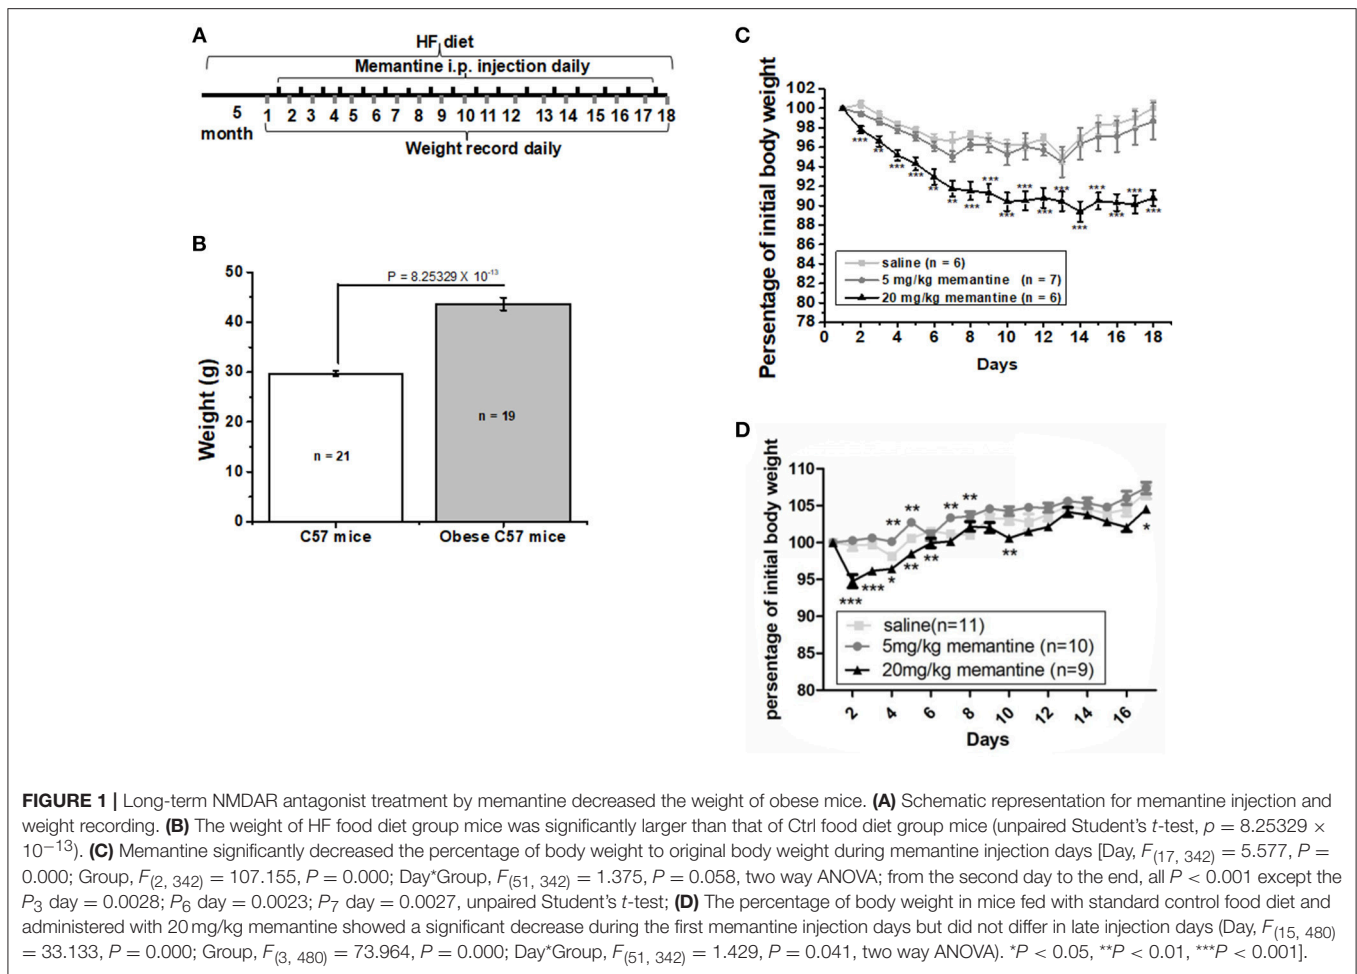 A
HF diet
Memantine i.p. injection daily
5
month
1 2 3 4 5 6 7 8 9 10 11 12 13 14 15 16 17 18
Weight record daily
B
P = 8.25329 X 10⁻¹³
Weight (g)
50
40
30
20
10
0
n = 21
n = 19
C57 mice
Obese C57 mice
C
Persentage of initial body weight
100
98
96
94
92
90
88
86
84
82
80
78
***
**
***
***
**
**
***
***
***
***
***
***
***
***
***
***
***
saline (n = 6)
5 mg/kg memantine (n = 7)
20 mg/kg memantine (n = 6)
0 2 4 6 8 10 12 14 16 18
Days
D
persentage of initial body weight
110
105
100
95
90
85
80
**
**
**
**
***
***
*
**
**
**
*
saline(n=11)
5mg/kg memantine (n=10)
20mg/kg memantine (n=9)
2 4 6 8 10 12 14 16
Days
FIGURE 1 | Long-term NMDAR antagonist treatment by memantine decreased the weight of obese mice. (A) Schematic representation for memantine injection and
weight recording. (B) The weight of HF food diet group mice was significantly larger than that of Ctrl food diet group mice (unpaired Student's t-test, p = 8.25329 ×
10⁻¹³). (C) Memantine significantly decreased the percentage of body weight to original body weight during memantine injection days [Day, F(17, 342) = 5.577, P =
0.000; Group, F(2, 342) = 107.155, P = 0.000; Day*Group, F(51, 342) = 1.375, P = 0.058, two way ANOVA; from the second day to the end, all P < 0.001 except the
P3 day = 0.0028; P6 day = 0.0023; P7 day = 0.0027, unpaired Student's t-test; (D) The percentage of body weight in mice fed with standard control food diet and
administered with 20 mg/kg memantine showed a significant decrease during the first memantine injection days but did not differ in late injection days (Day, F(15, 480)
= 33.133, P = 0.000; Group, F(3, 480) = 73.964, P = 0.000; Day*Group, F(51, 342) = 1.429, P = 0.041, two way ANOVA). *P < 0.05, **P < 0.01, ***P < 0.001].